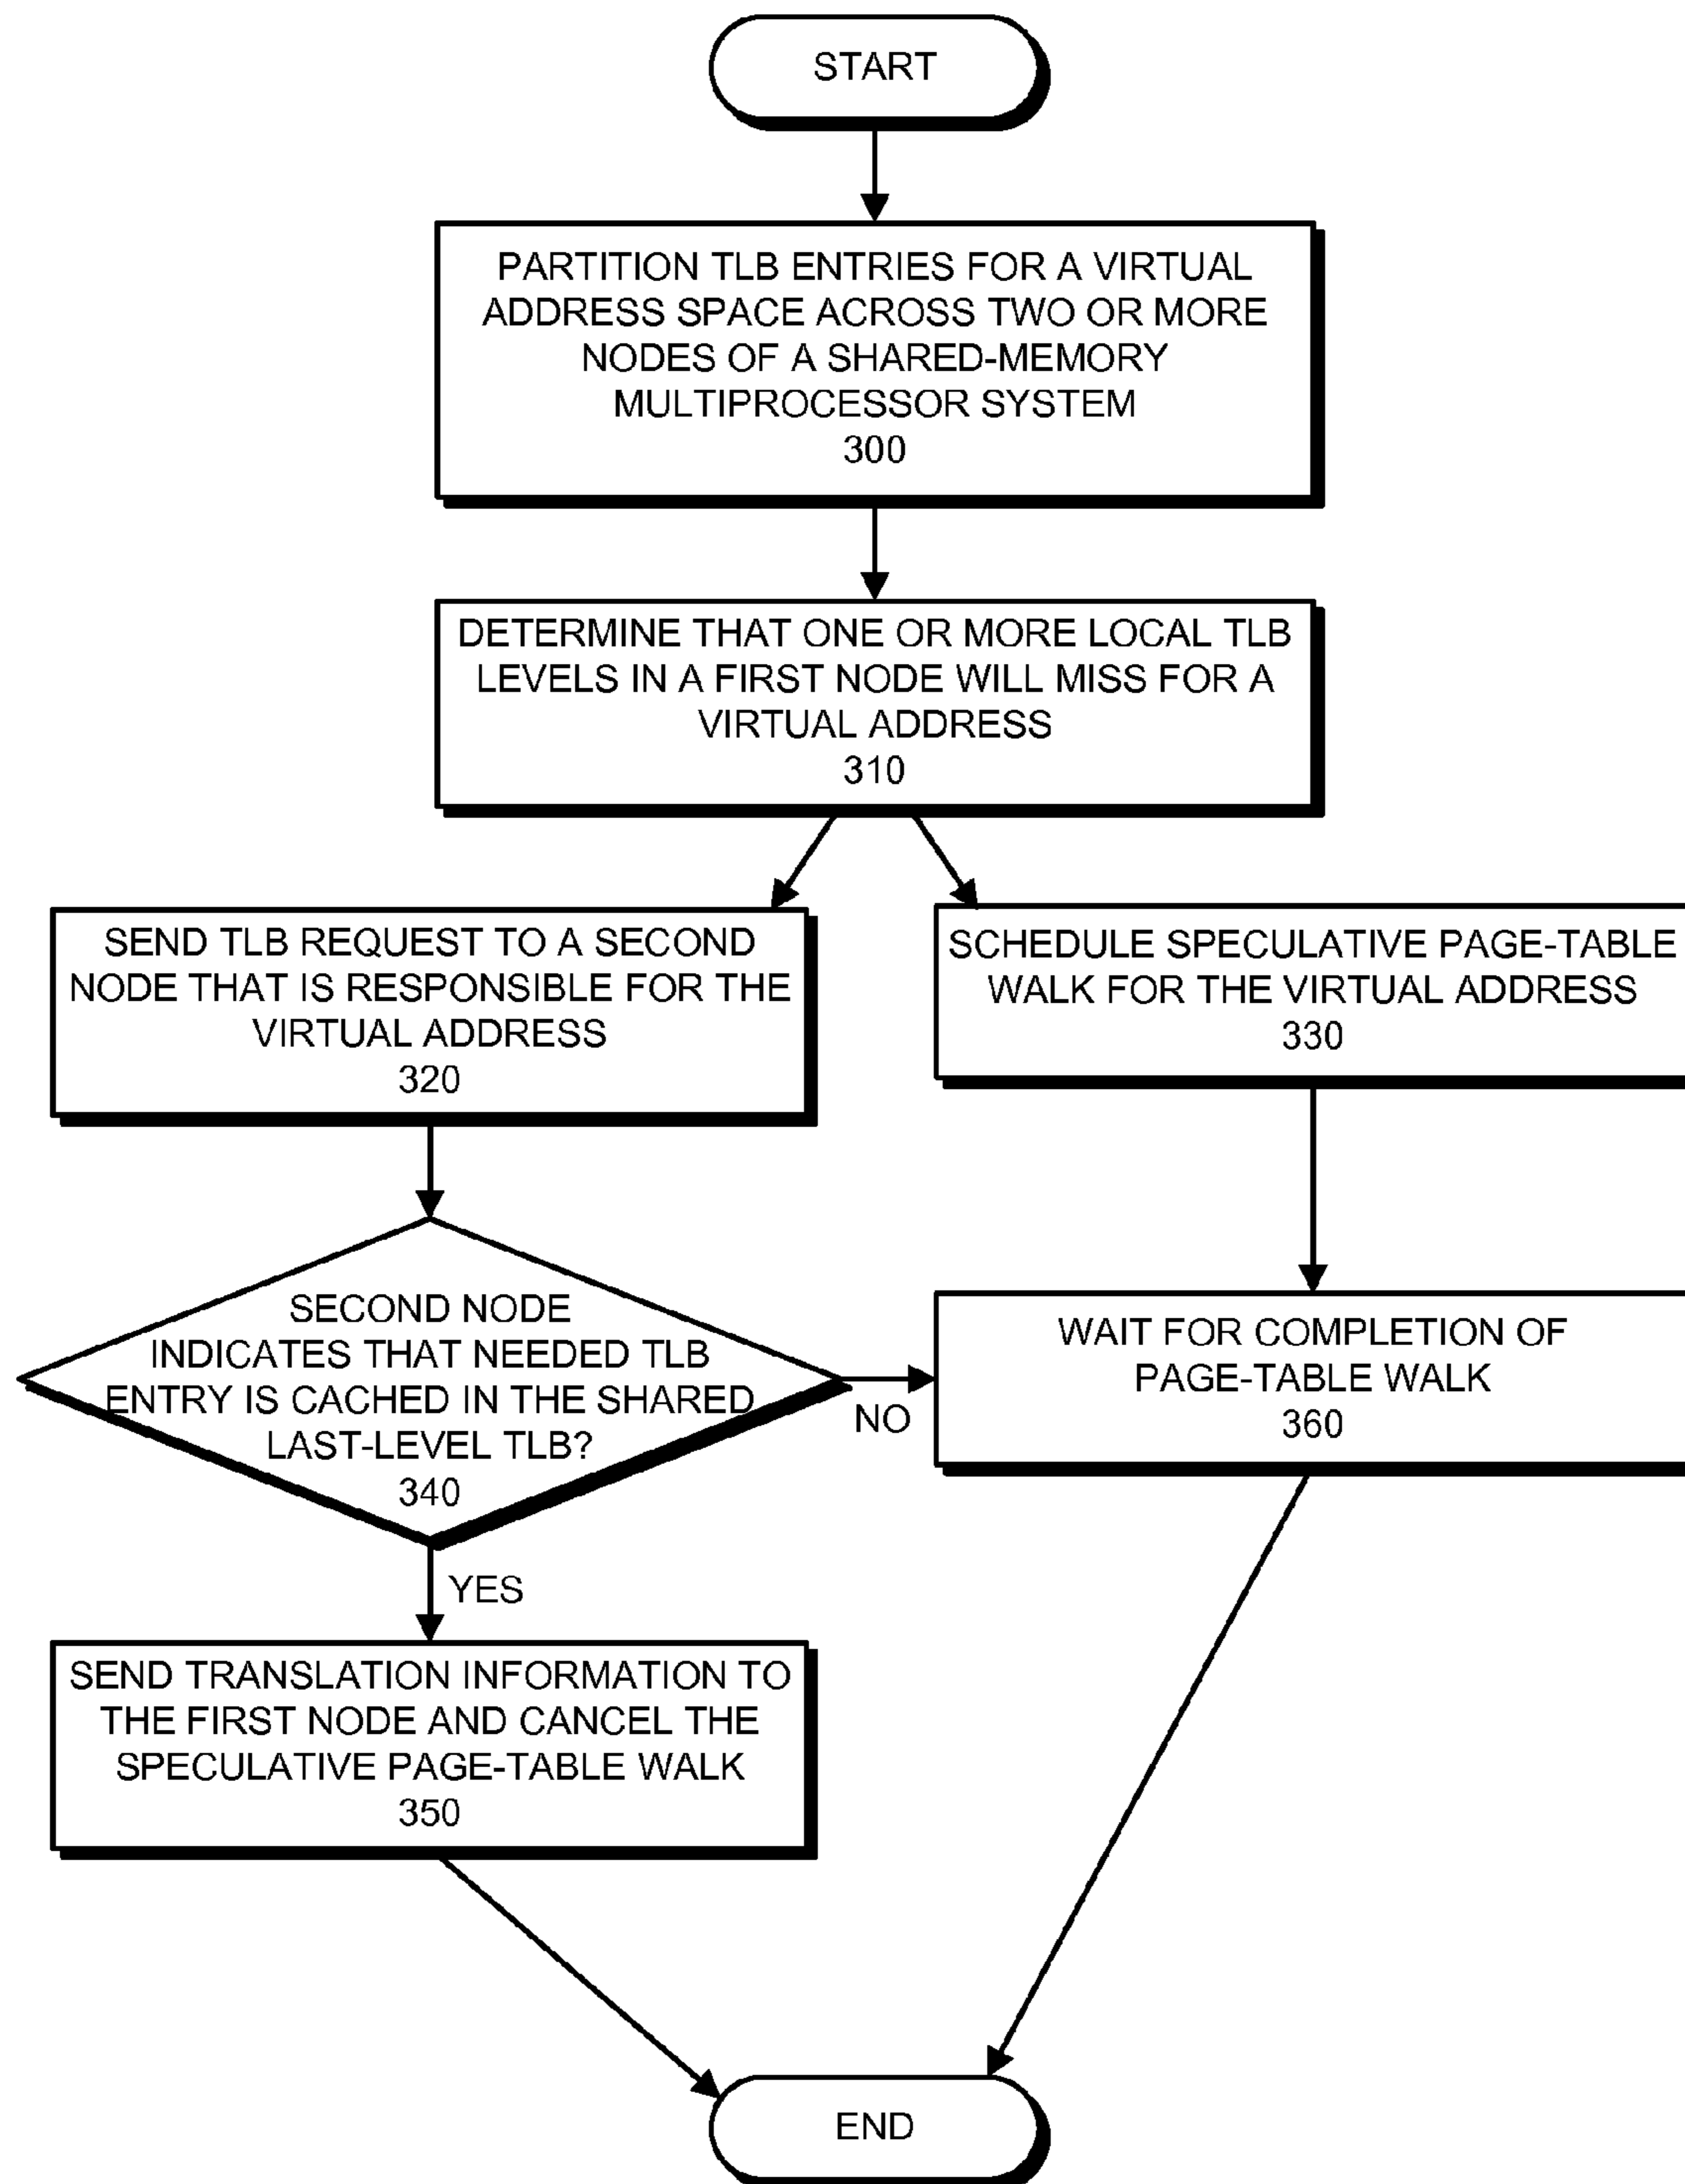 START
PARTITION TLB ENTRIES FOR A VIRTUAL
ADDRESS SPACE ACROSS TWO OR MORE
NODES OF A SHARED-MEMORY
MULTIPROCESSOR SYSTEM
300
DETERMINE THAT ONE OR MORE LOCAL TLB
LEVELS IN A FIRST NODE WILL MISS FOR A
VIRTUAL ADDRESS
310
SEND TLB REQUEST TO A SECOND
NODE THAT IS RESPONSIBLE FOR THE
VIRTUAL ADDRESS
320
SCHEDULE SPECULATIVE PAGE-TABLE
WALK FOR THE VIRTUAL ADDRESS
330
SECOND NODE
INDICATES THAT NEEDED TLB
ENTRY IS CACHED IN THE SHARED
LAST-LEVEL TLB?
340
NO
WAIT FOR COMPLETION OF
PAGE-TABLE WALK
360
YES
SEND TRANSLATION INFORMATION TO
THE FIRST NODE AND CANCEL THE
SPECULATIVE PAGE-TABLE WALK
350
END